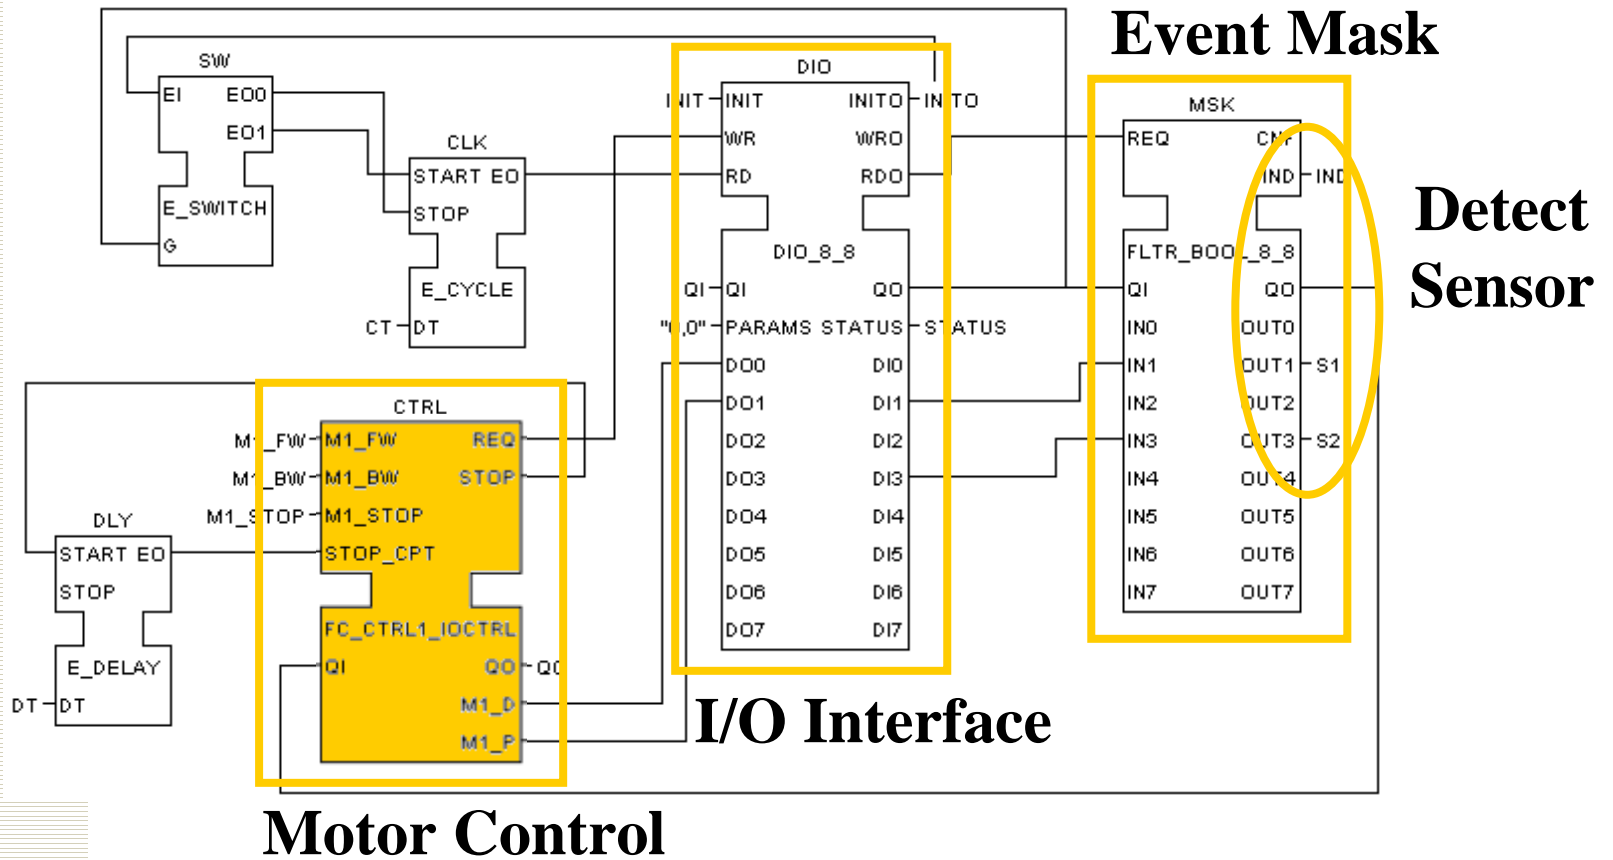 Event Mask
SW
EI EO0
EO1
E_SWITCH
G
CLK
START EO
STOP
E_CYCLE
CT DT
DIO
INIT INIT INITO INITO
WR WRO
RD RDO
DIO_8_8
QI QI QO
"0,0" PARAMS STATUS STATUS
DO0 DI0
DO1 DI1
DO2 DI2
DO3 DI3
DO4 DI4
DO5 DI5
DO6 DI6
DO7 DI7
MSK
REQ CNF
IND IND
FLTR_BOOL_8_8
QI QO
IN0 OUT0
IN1 OUT1 S1
IN2 OUT2
IN3 OUT3 S2
IN4 OUT4
IN5 OUT5
IN6 OUT6
IN7 OUT7
Detect
Sensor
CTRL
M1_FW M1_FW REQ
M1_BW M1_BW STOP
M1_STOP M1_STOP
STOP_CPT
FC_CTRL1_IOCTRL
QI QO QO
M1_D
M1_P
DLY
START EO
STOP
E_DELAY
DT DT
I/O Interface
Motor Control